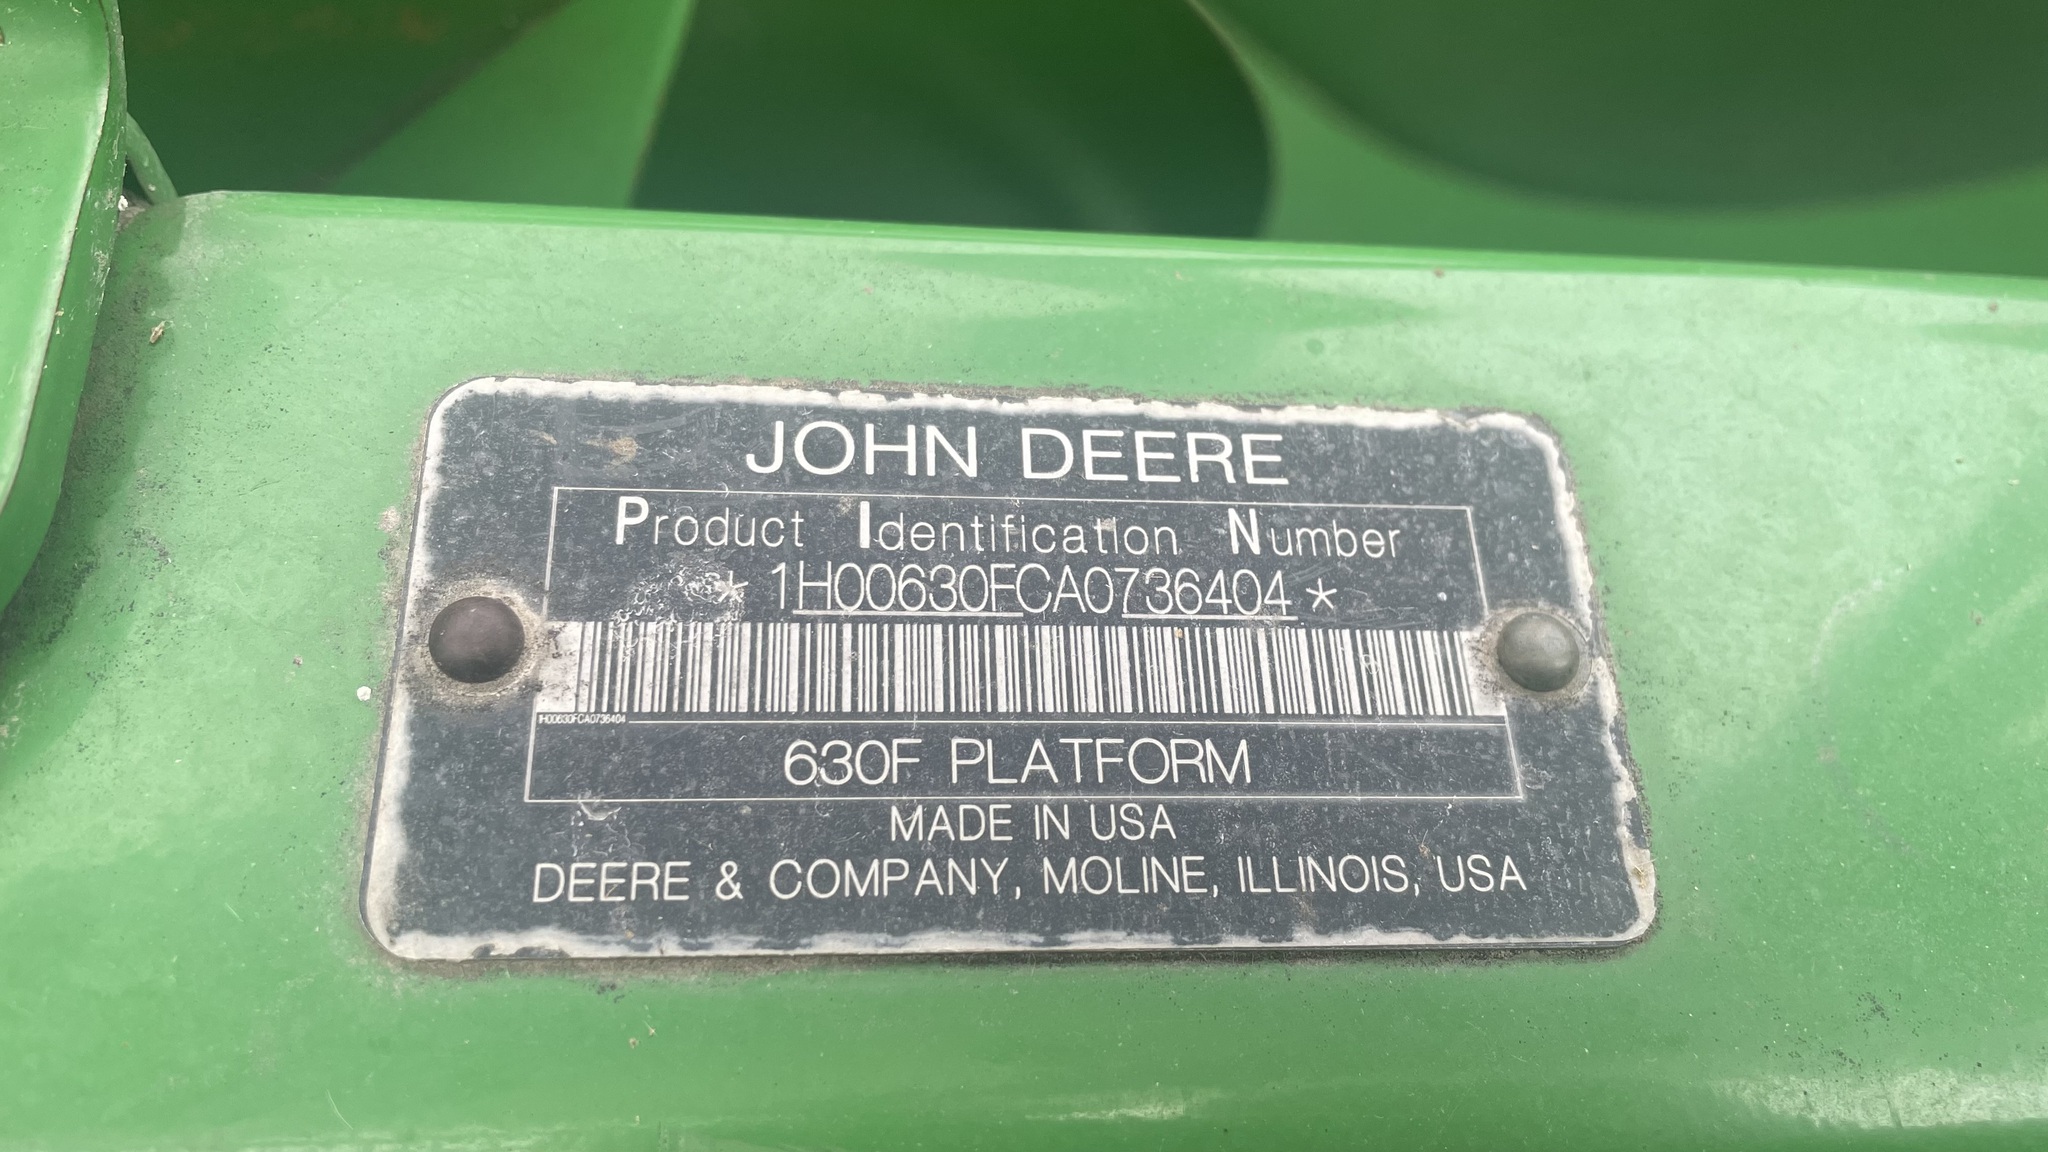 JOHN DEERE
Product Identification Number
* 1H00630FCA0736404 *
1H00630FCA0736404
630F PLATFORM
MADE IN USA
DEERE & COMPANY, MOLINE, ILLINOIS, USA